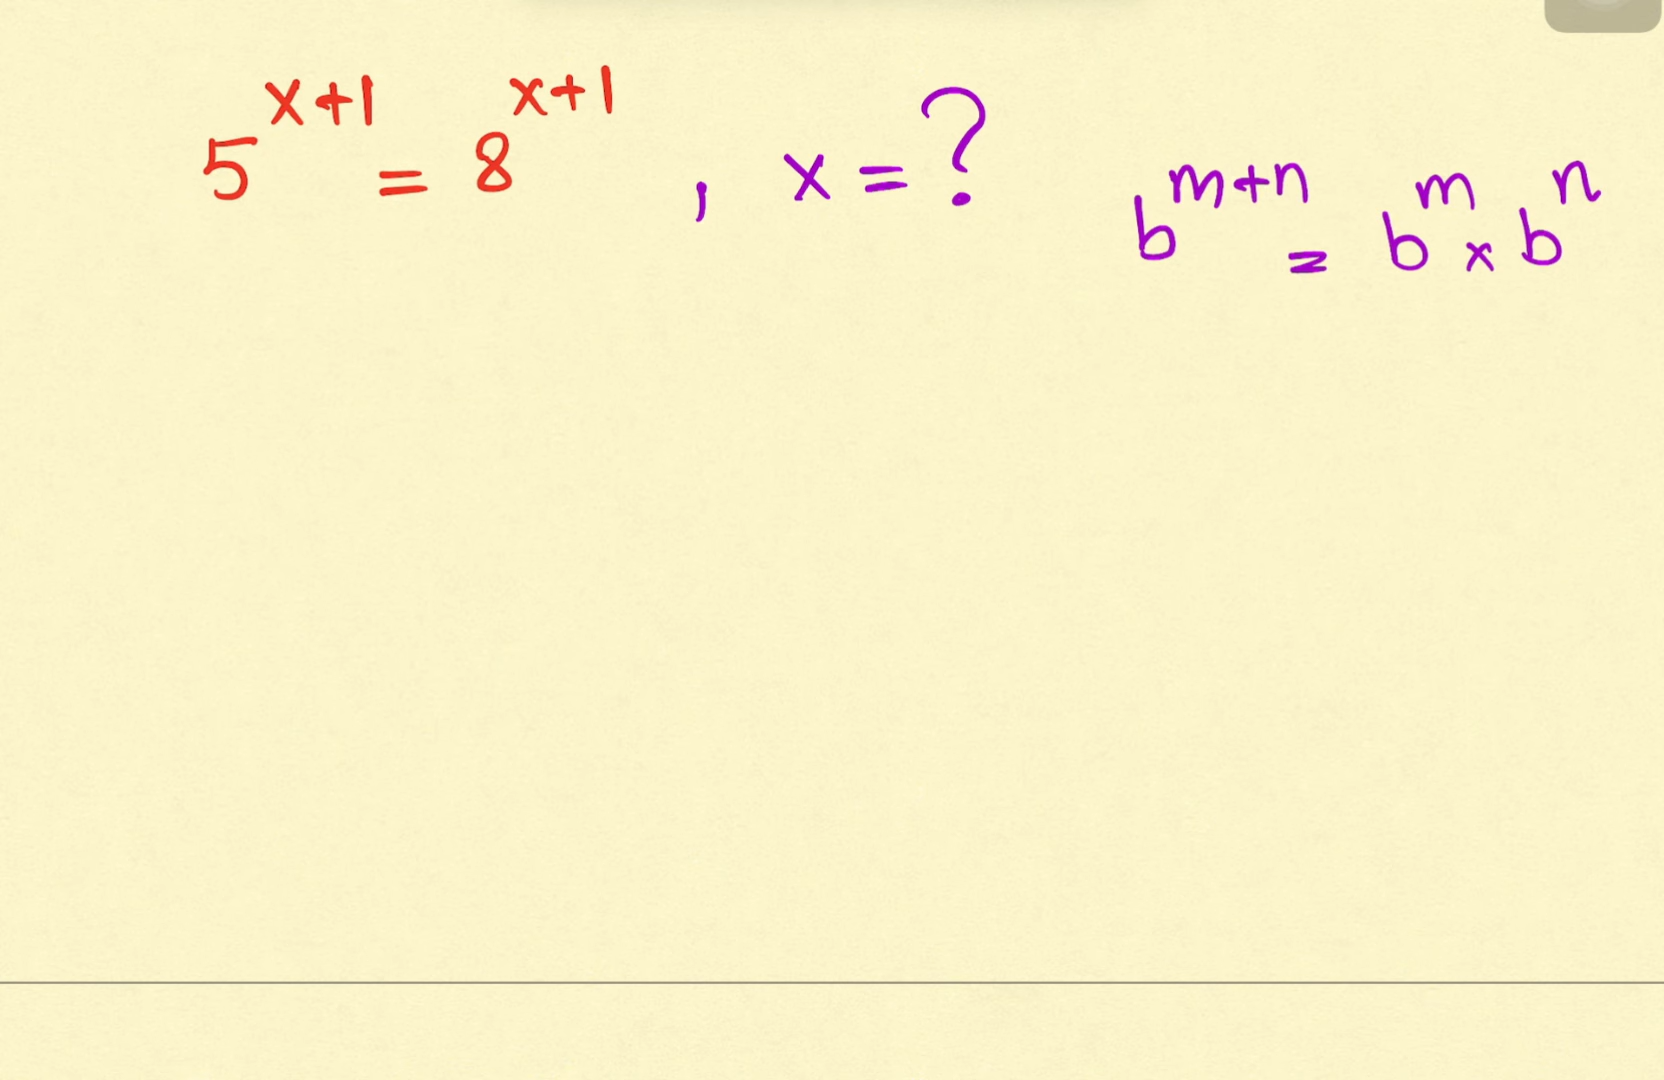 5^{x+1} = 8^{x+1} , x = ? b^{m+n} = b^m × b^n